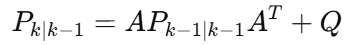 P_{k|k-1} = AP_{k-1|k-1}A^T + Q